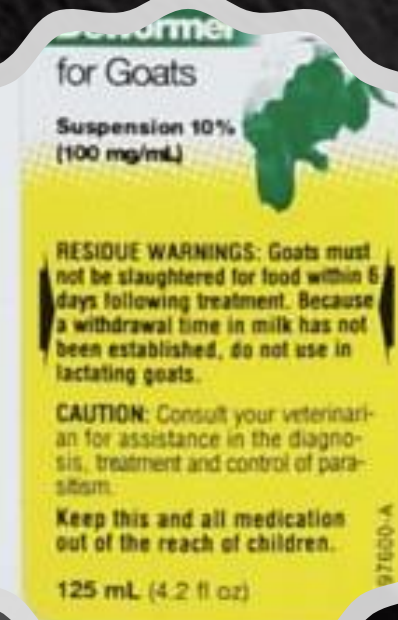 Dewormer
for Goats
Suspension 10%
(100 mg/mL)
RESIDUE WARNINGS: Goats must
not be slaughtered for food within 6
days following treatment. Because
a withdrawal time in milk has not
been established, do not use in
lactating goats.
CAUTION: Consult your veterinari-
an for assistance in the diagno-
sis, treatment and control of para-
sitism.
Keep this and all medication
out of the reach of children.
125 mL (4.2 fl oz)
97600-A